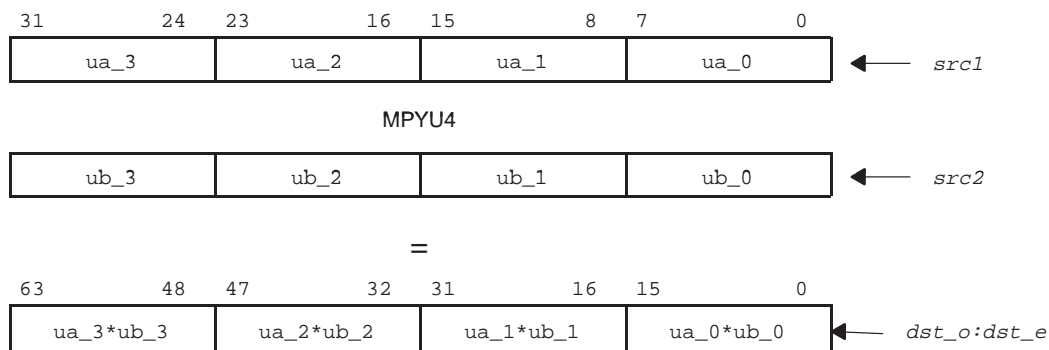 31 24 23 16 15 8 7 0
ua_3 ua_2 ua_1 ua_0 src1
MPYU4
ub_3 ub_2 ub_1 ub_0 src2
=
63 48 47 32 31 16 15 0
ua_3*ub_3 ua_2*ub_2 ua_1*ub_1 ua_0*ub_0 dst_o:dst_e